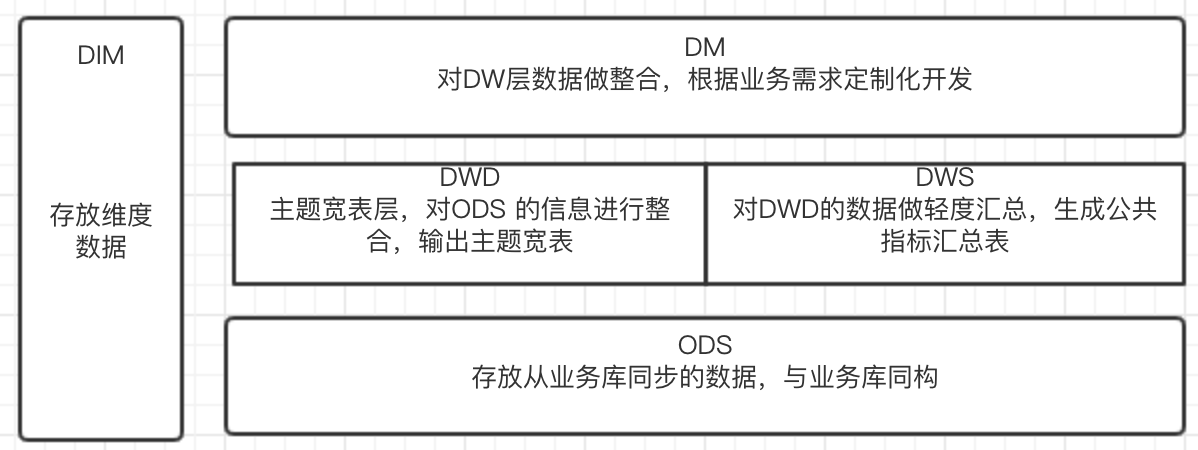 DIM
存放维度
数据
DM
对DW层数据做整合，根据业务需求定制化开发
DWD
主题宽表层，对ODS 的信息进行整
合，输出主题宽表
DWS
对DWD的数据做轻度汇总，生成公共
指标汇总表
ODS
存放从业务库同步的数据，与业务库同构